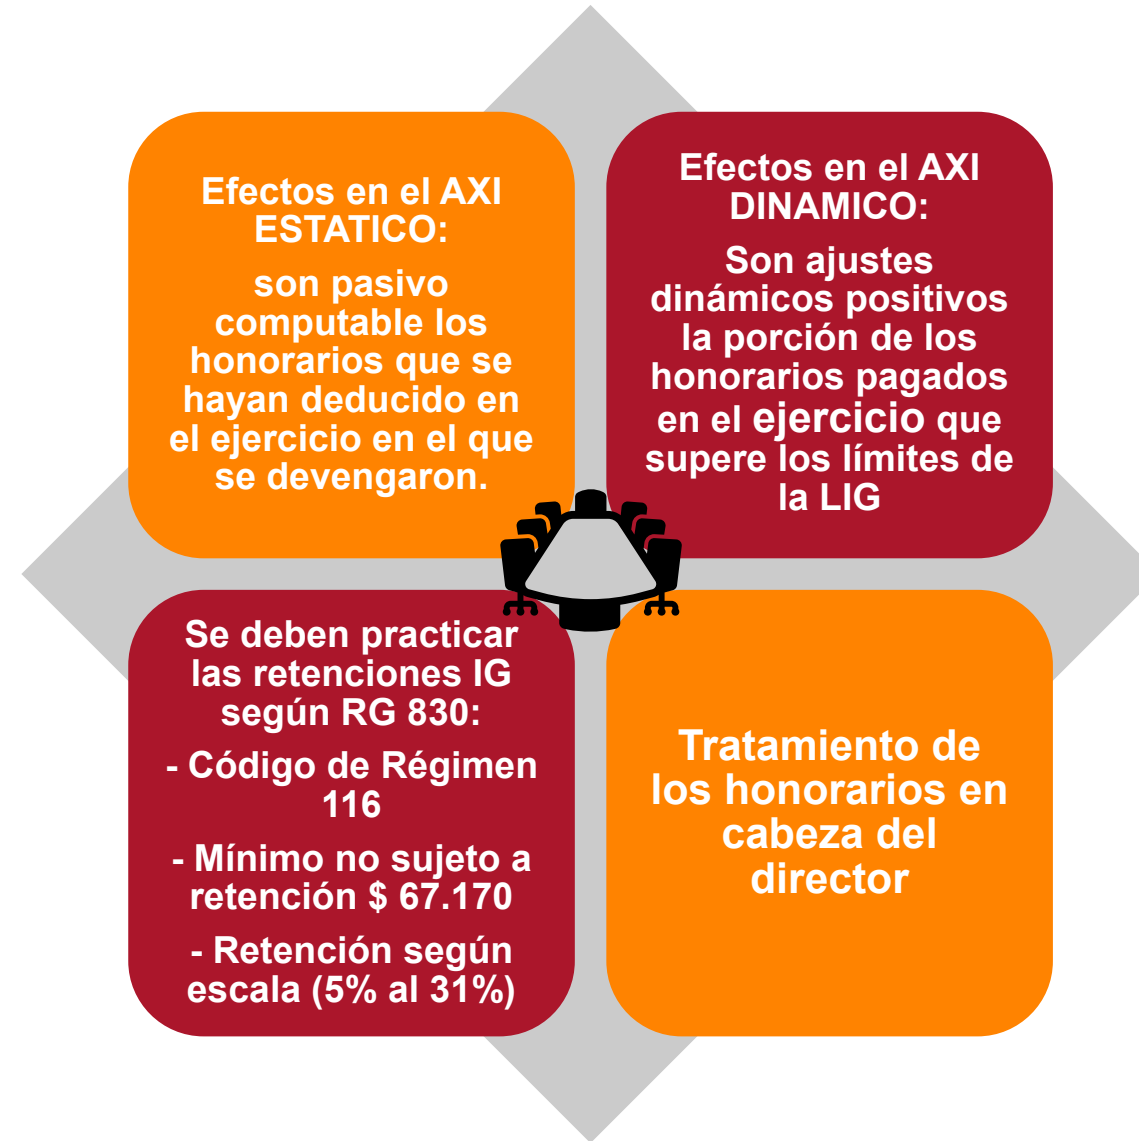 Efectos en el AXI
ESTATICO:
son pasivo
computable los
honorarios que se
hayan deducido en
el ejercicio en el que
se devengaron.
Efectos en el AXI
DINAMICO:
Son ajustes
dinámicos positivos
la porción de los
honorarios pagados
en el ejercicio que
supere los límites de
la LIG
Se deben practicar
las retenciones IG
según RG 830:
- Código de Régimen
116
- Mínimo no sujeto a
retención $ 67.170
- Retención según
escala (5% al 31%)
Tratamiento de
los honorarios en
cabeza del
director